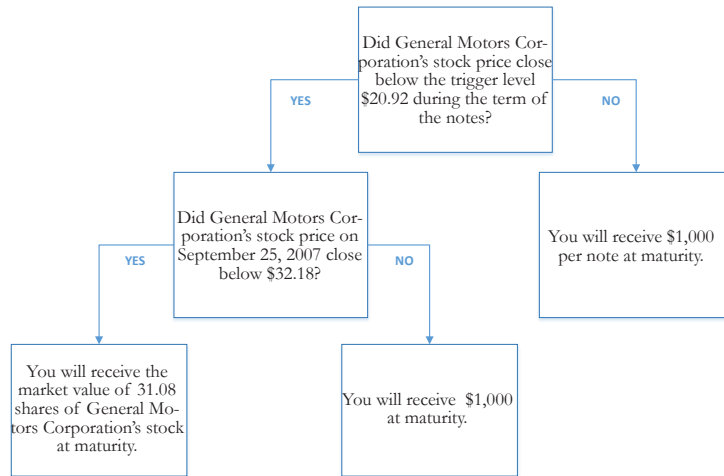 Did General Motors Cor-
poration's stock price close
below the trigger level
$20.92 during the term of
the notes?
YES
NO
Did General Motors Cor-
poration's stock price on
September 25, 2007 close
below $32.18?
You will receive $1,000
per note at maturity.
YES
NO
You will receive the
market value of 31.08
shares of General Mo-
tors Corporation's stock
at maturity.
You will receive $1,000
at maturity.